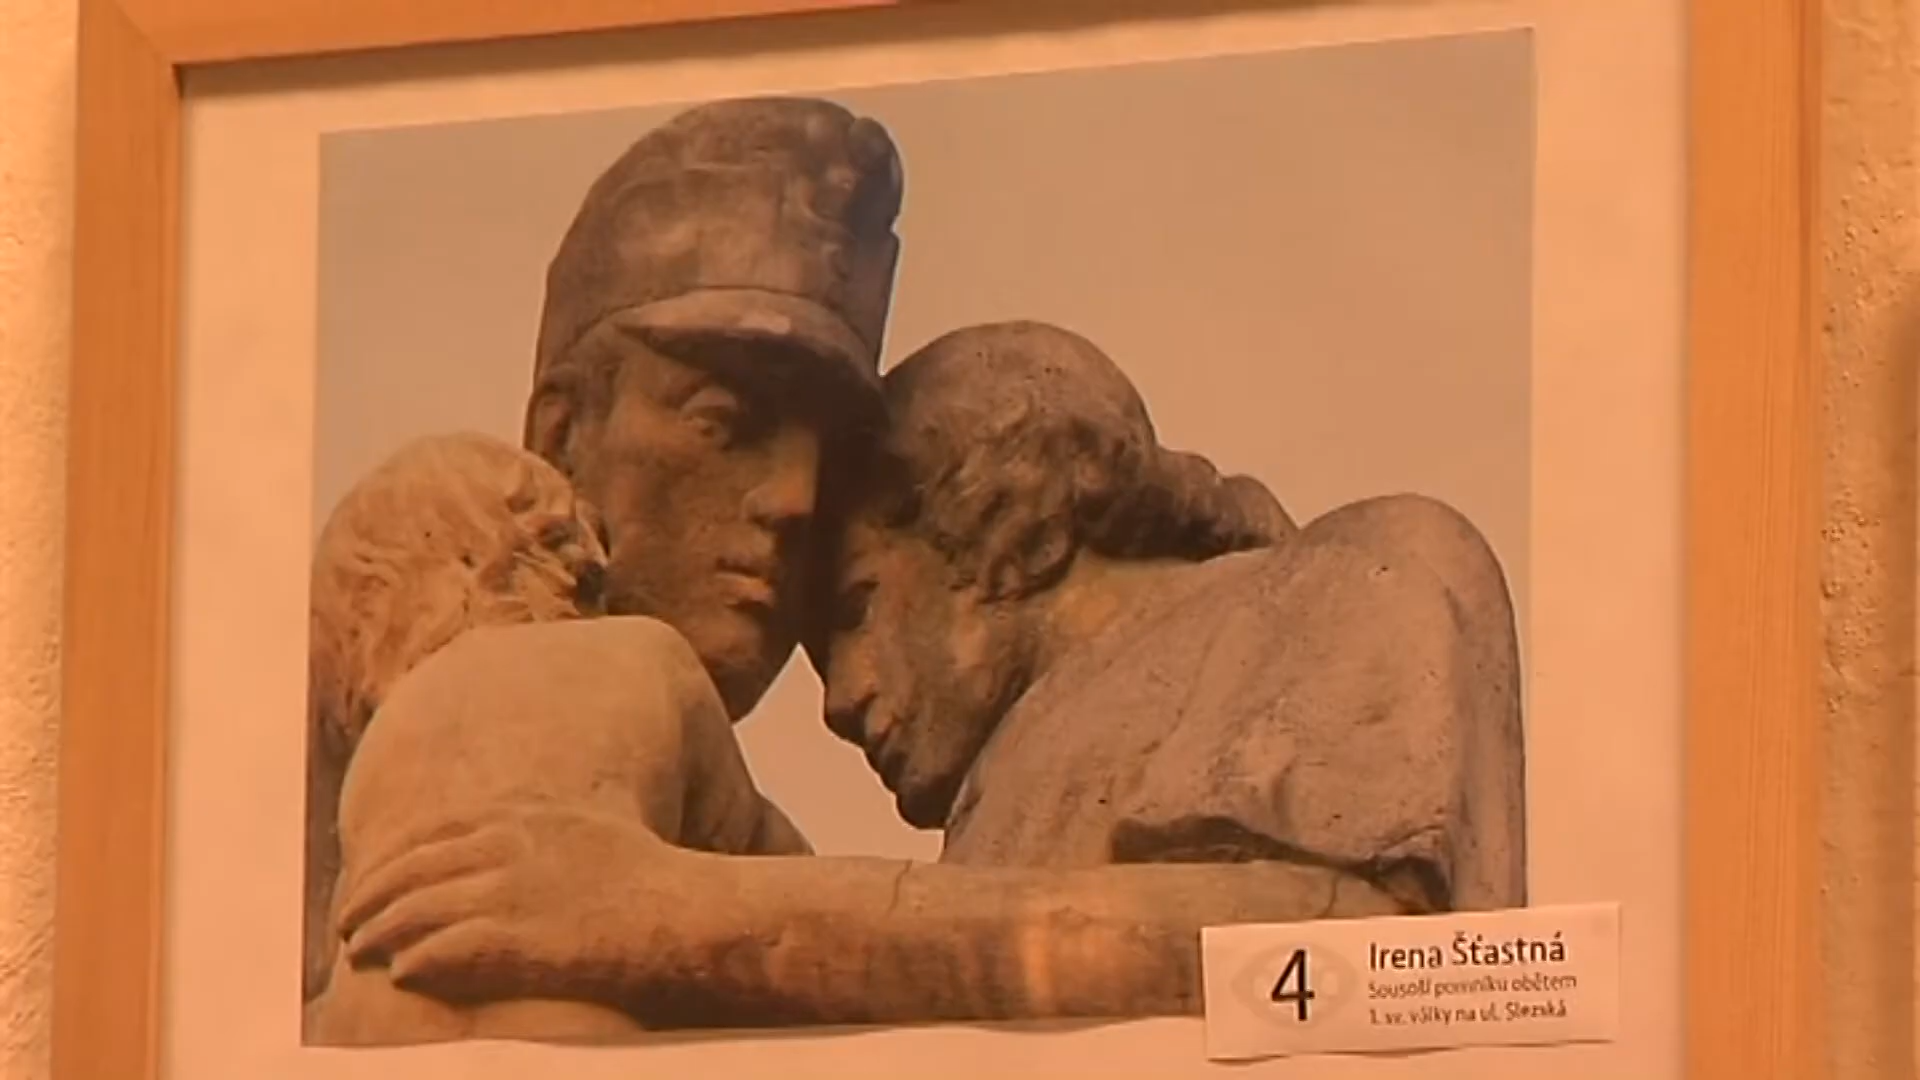 4
Irena Šťastná
Sousoší pomníku obětem
1. sv. války na ul. Slezská